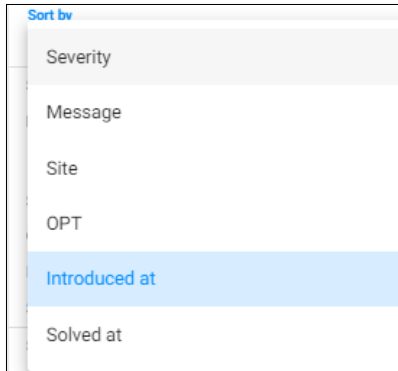 Sort by
Severity
Message
Site
OPT
Introduced at
Solved at